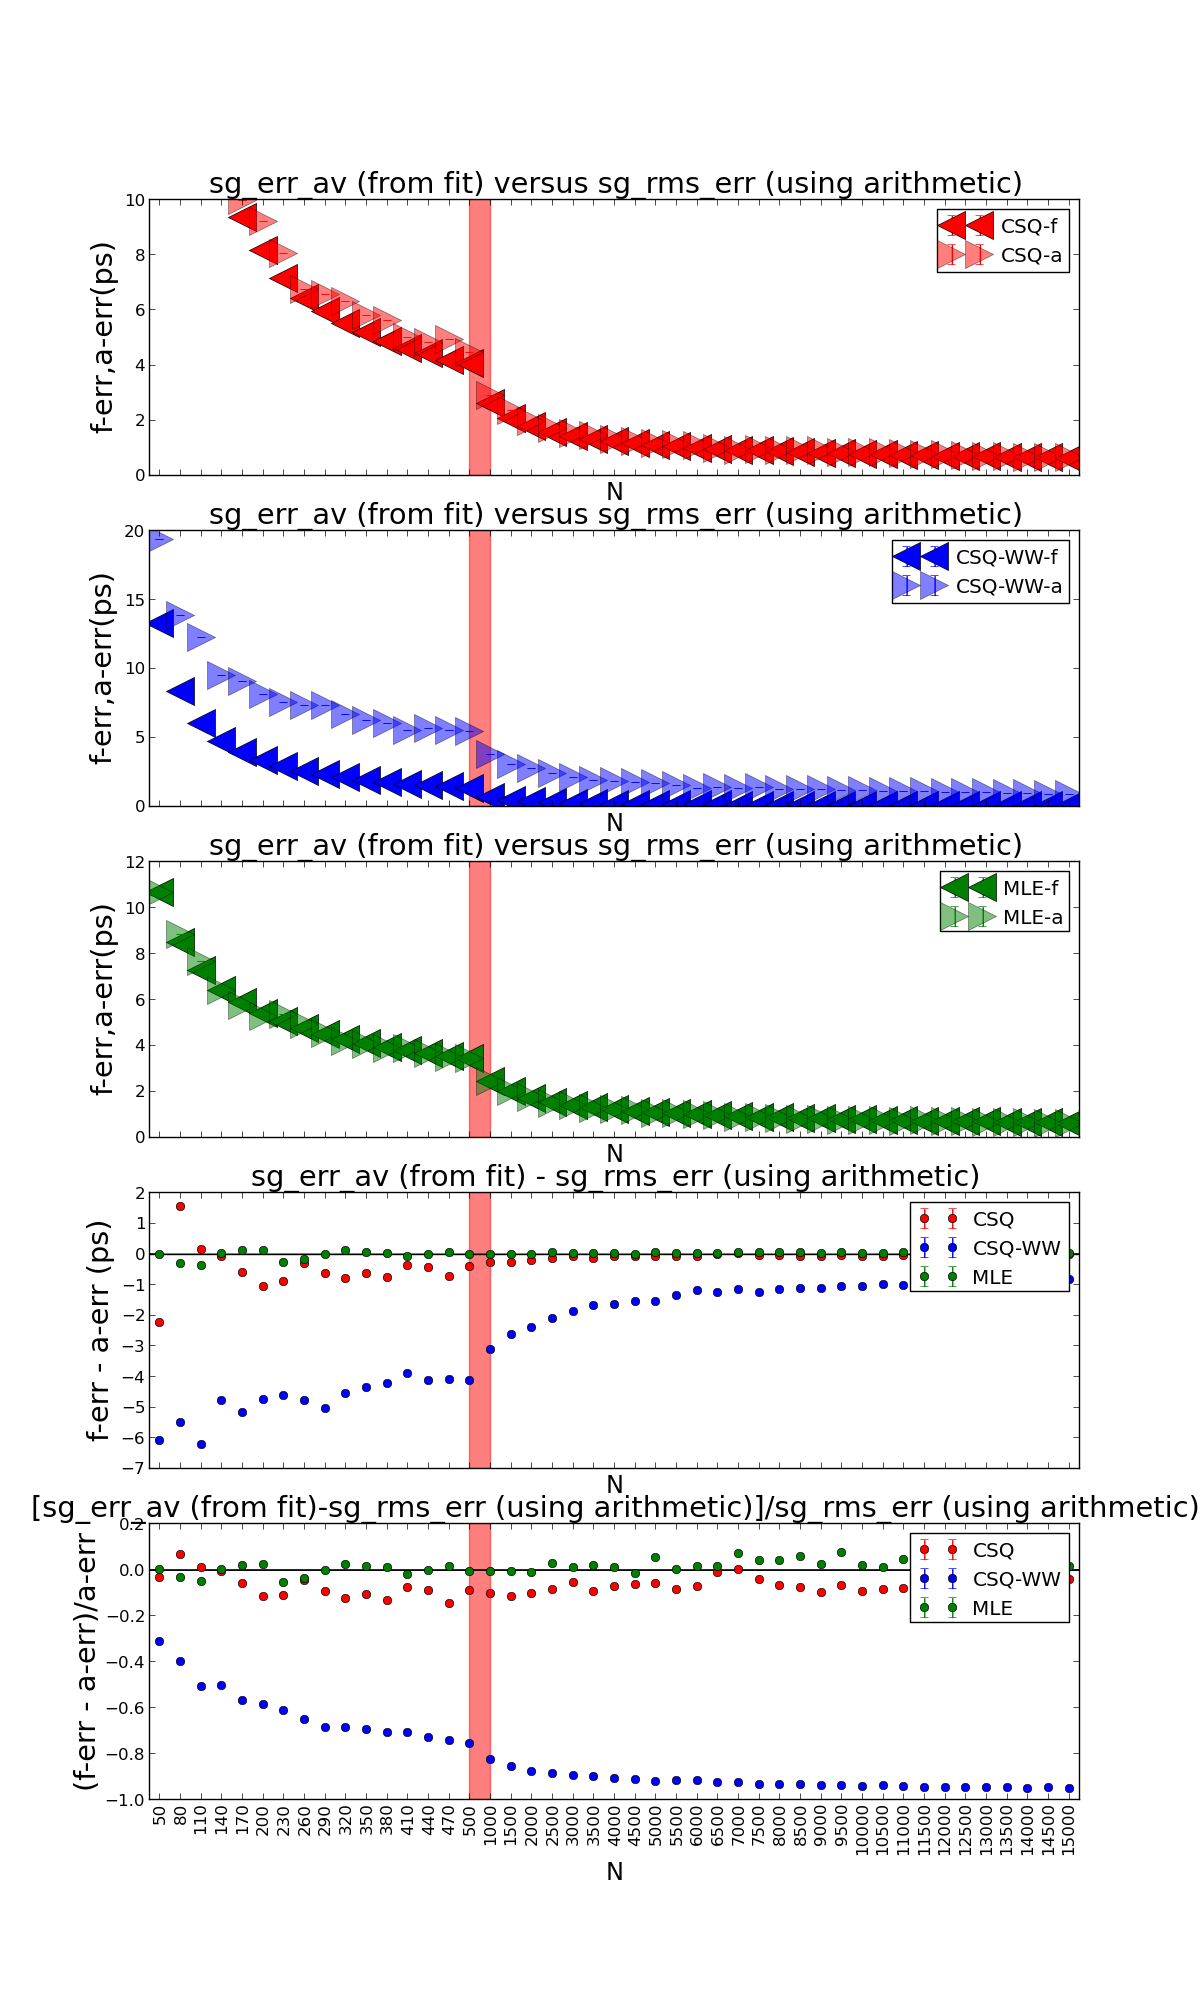 sg_err_av (from fit) versus sg_rms_err (using arithmetic)
10
8
6
4
2
0
f-err,a-err(ps)
CSQ-f
CSQ-a
N
sg_err_av (from fit) versus sg_rms_err (using arithmetic)
20
15
10
5
0
f-err,a-err(ps)
CSQ-WW-f
CSQ-WW-a
N
sg_err_av (from fit) versus sg_rms_err (using arithmetic)
12
10
8
6
4
2
0
f-err,a-err(ps)
MLE-f
MLE-a
N
sg_err_av (from fit) - sg_rms_err (using arithmetic)
2
1
0
−1
−2
−3
−4
−5
−6
−7
f-err - a-err (ps)
CSQ
CSQ-WW
MLE
N
[sg_err_av (from fit)-sg_rms_err (using arithmetic)]/sg_rms_err (using arithmetic)
0.2
0.0
−0.2
−0.4
−0.6
−0.8
−1.0
(f-err - a-err)/a-err
CSQ
CSQ-WW
MLE
50 80 110 140 170 200 230 260 290 320 350 380 410 440 470 500 1000 1500 2000 2500 3000 3500 4000 4500 5000 5500 6000 6500 7000 7500 8000 8500 9000 9500 10000 10500 11000 11500 12000 12500 13000 13500 14000 14500 15000
N